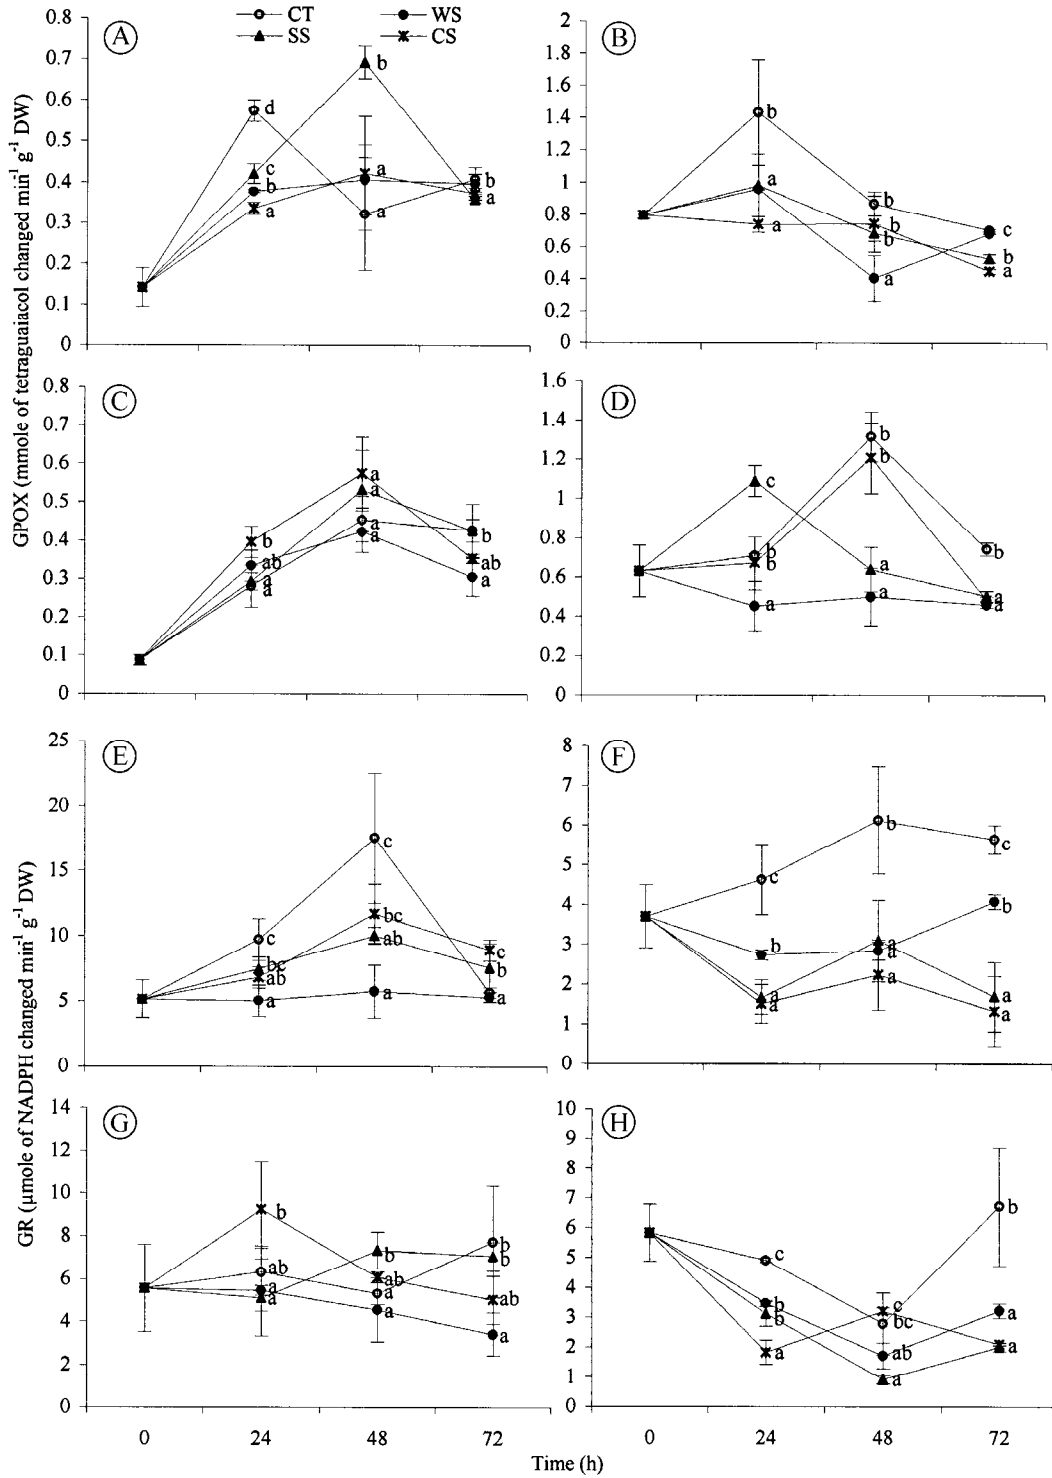 CT WS
SS CS
GPOX (mmole of tetraguaiacol changed min⁻¹ g⁻¹ DW)
A
0.8
0.7
0.6
0.5
0.4
0.3
0.2
0.1
0
d
c
b
a
b
a
a
b
a
B
2
1.8
1.6
1.4
1.2
1
0.8
0.6
0.4
0.2
0
b
a
a
b
b
b
a
c
b
a
C
0.8
0.7
0.6
0.5
0.4
0.3
0.2
0.1
0
b
ab
a
a
a
a
a
a
b
ab
a
D
1.6
1.4
1.2
1
0.8
0.6
0.4
0.2
0
c
b
b
a
b
b
a
a
b
a
a
GR (µmole of NADPH changed min⁻¹ g⁻¹ DW)
E
25
20
15
10
5
0
c
bc
ab
a
c
bc
ab
a
c
b
a
F
8
7
6
5
4
3
2
1
0
c
b
a
a
b
a
a
a
c
b
a
a
G
14
12
10
8
6
4
2
0
b
ab
a
a
b
ab
a
a
b
b
ab
a
H
10
9
8
7
6
5
4
3
2
1
0
c
b
b
a
c
bc
ab
a
b
a
a
0 24 48 72
0 24 48 72
Time (h)